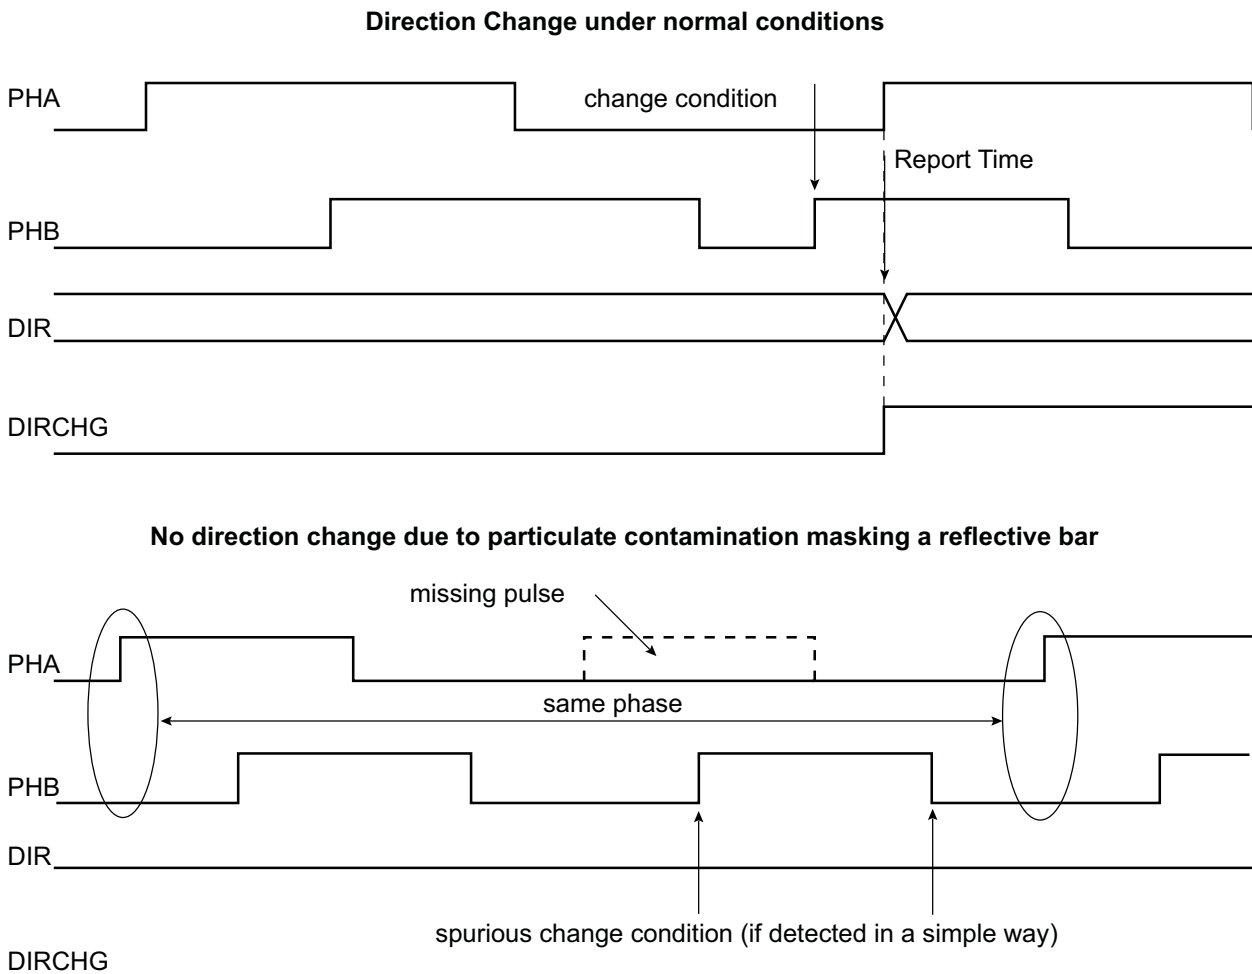 Direction Change under normal conditions
PHA
change condition
Report Time
PHB
DIR
DIRCHG
No direction change due to particulate contamination masking a reflective bar
missing pulse
PHA
same phase
PHB
DIR
spurious change condition (if detected in a simple way)
DIRCHG